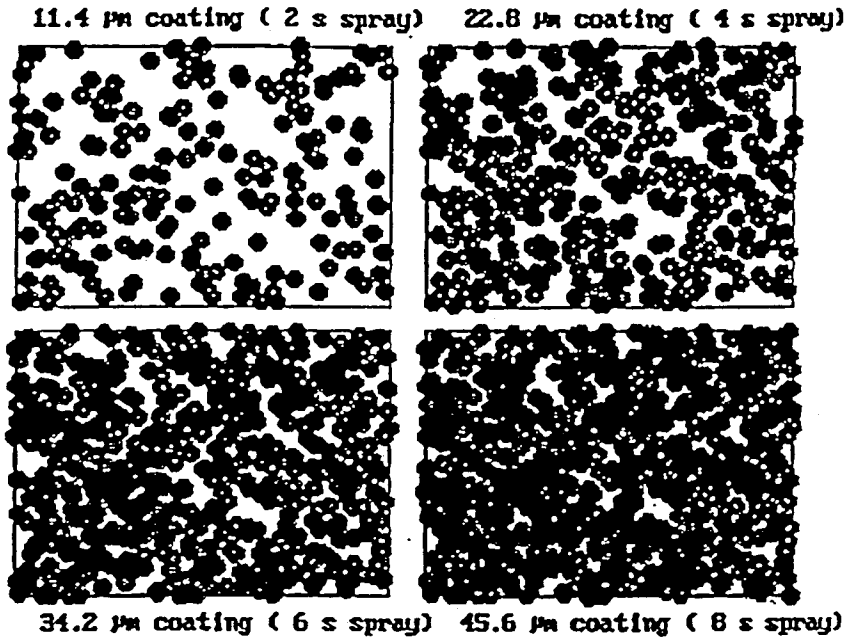 11.4 µm coating ( 2 s spray)
22.8 µm coating ( 4 s spray)
34.2 µm coating ( 6 s spray)
45.6 µm coating ( 8 s spray)